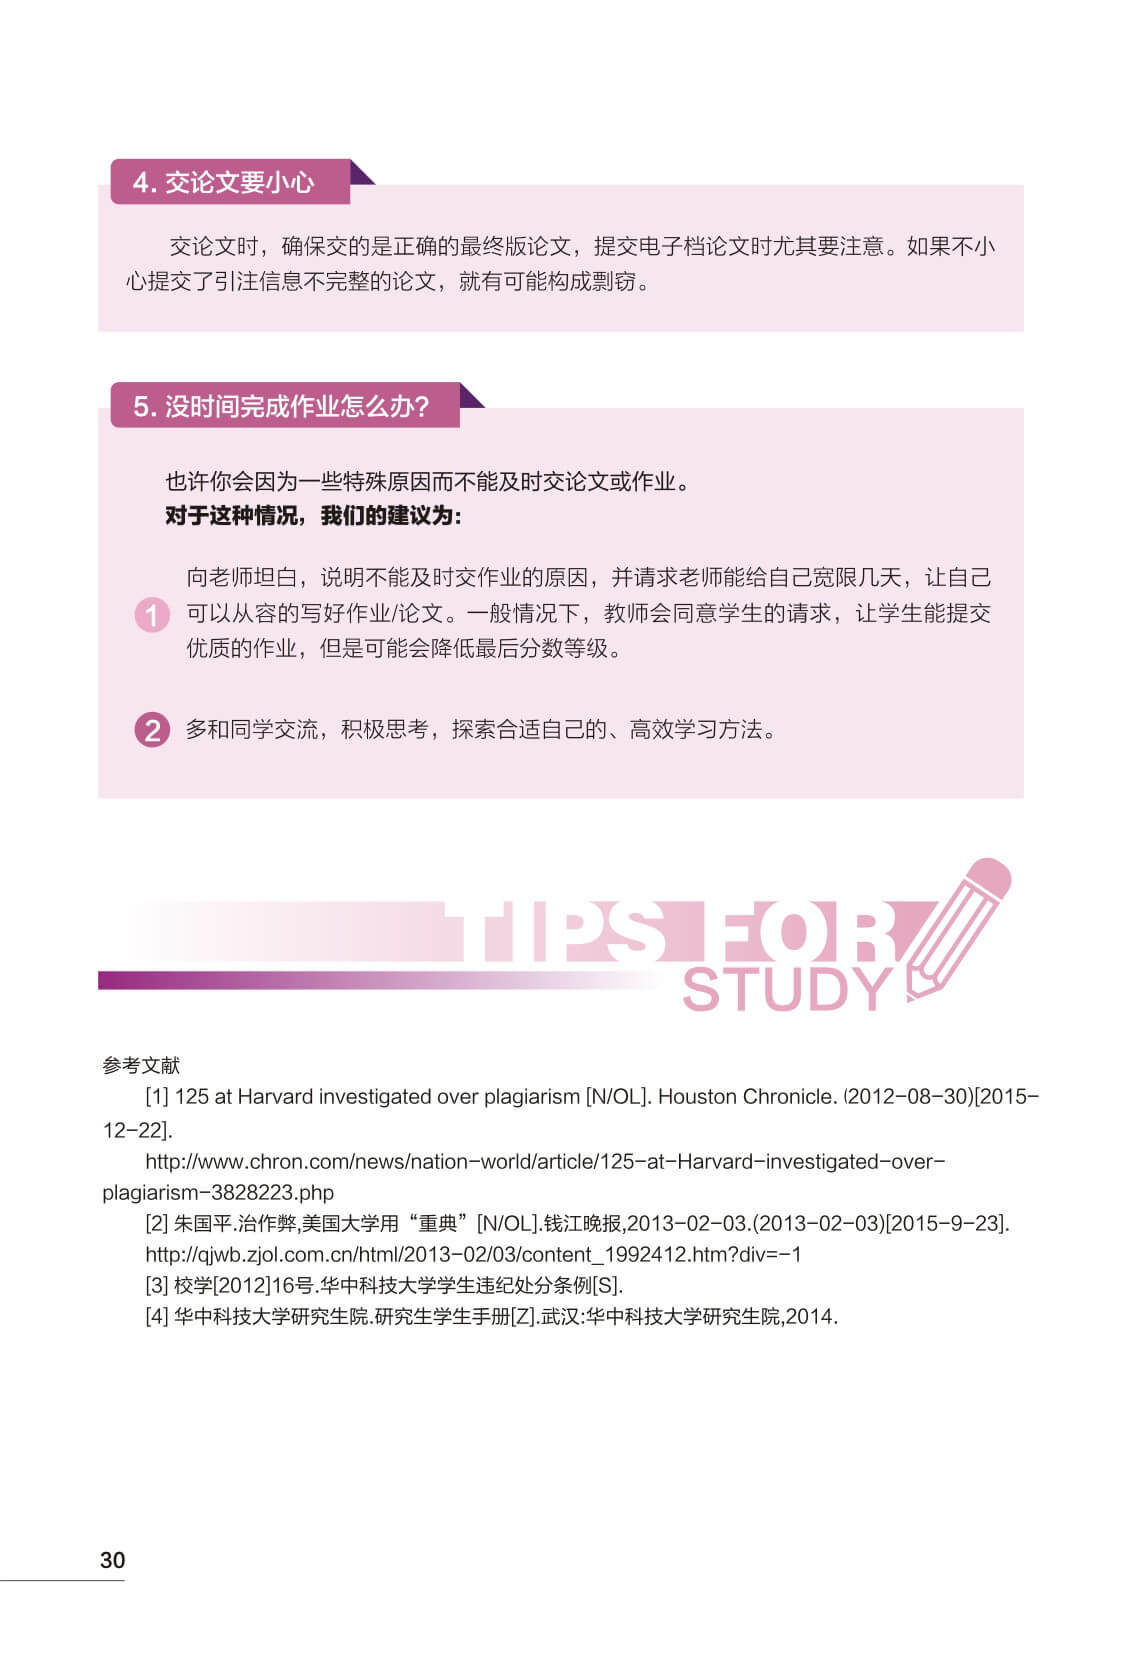 4. 交论文要小心
交论文时，确保交的是正确的最终版论文，提交电子档论文时尤其要注意。如果不小
心提交了引注信息不完整的论文，就有可能构成剽窃。
5. 没时间完成作业怎么办?
也许你会因为一些特殊原因而不能及时交论文或作业。
对于这种情况，我们的建议为:
向老师坦白，说明不能及时交作业的原因，并请求老师能给自己宽限几天，让自己
1 可以从容的写好作业/论文。一般情况下，教师会同意学生的请求，让学生能提交
优质的作业，但是可能会降低最后分数等级。
2 多和同学交流，积极思考，探索合适自己的、高效学习方法。
TIPS FOR
STUDY
参考文献
[1] 125 at Harvard investigated over plagiarism [N/OL]. Houston Chronicle. (2012-08-30)[2015-
12-22].
http://www.chron.com/news/nation-world/article/125-at-Harvard-investigated-over-
plagiarism-3828223.php
[2] 朱国平.治作弊,美国大学用“重典”[N/OL].钱江晚报,2013-02-03.(2013-02-03)[2015-9-23].
http://qjwb.zjol.com.cn/html/2013-02/03/content_1992412.htm?div=-1
[3] 校学[2012]16号.华中科技大学学生违纪处分条例[S].
[4] 华中科技大学研究生院.研究生学生手册[Z].武汉:华中科技大学研究生院,2014.
30